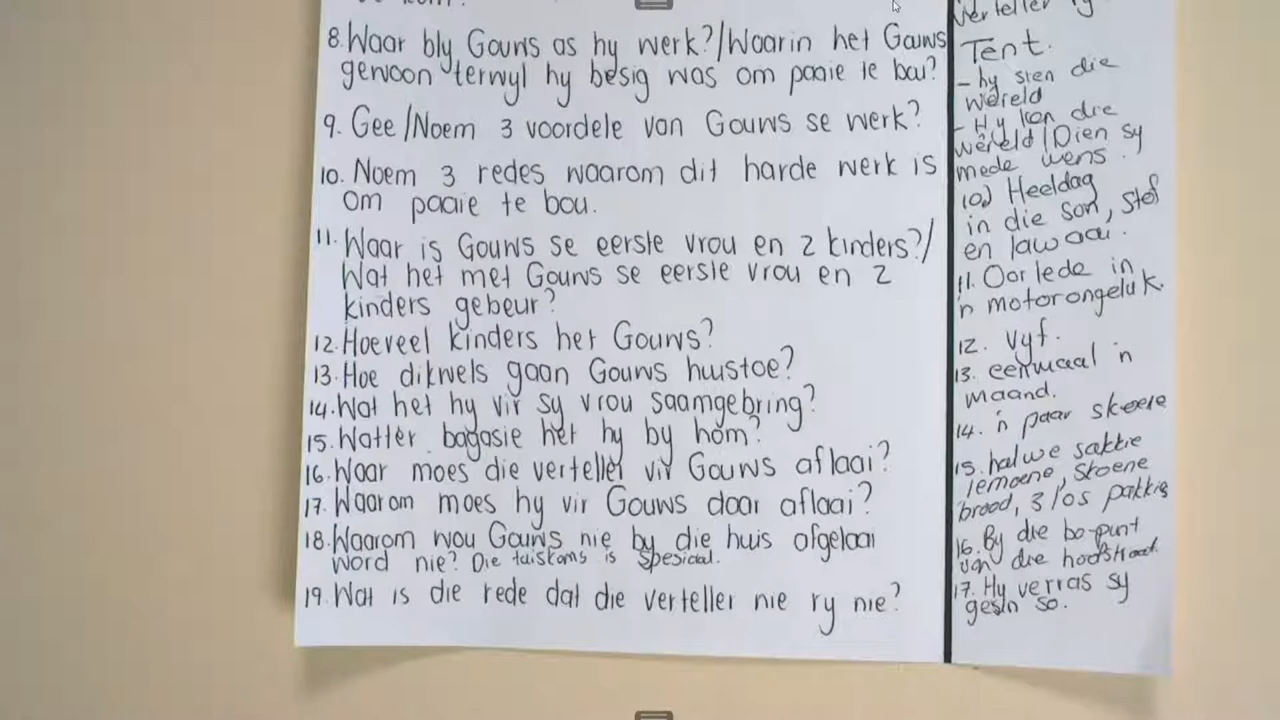 8. Waar bly Gouws as hy werk?/Waarin het Gouws
gewoon terwyl hy besig was om paaie te bou?
9. Gee/Noem 3 voordele van Gouws se werk?
10. Noem 3 redes waarom dit harde werk is
om paaie te bou.
11. Waar is Gouws se eerste vrou en 2 kinders?/
Wat het met Gouws se eerste vrou en 2
kinders gebeur?
12. Hoeveel kinders het Gouws?
13. Hoe dikwels gaan Gouws huistoe?
14. Wat het hy vir sy vrou saamgebring?
15. Watter bagasie het hy by hom?
16. Waar moes die verteller vir Gouws aflaai?
17. Waarom moes hy vir Gouws daar aflaai?
18. Waarom wou Gouws nie by die huis afgelaai
word nie? Die tuiskoms is spesiaal.
19. Wat is die rede dat die verteller nie ry nie?
Verteller ry
Tent.
- hy sien die
wêreld
- Hy kan die
wêreld/Dien sy
mede wens.
10a) Heeldag
in die son, stof
en lawaai.
11. Oorlede in
'n motorongeluk.
12. Vyf.
13. eenmaal 'n
maand.
14. 'n paar skoene
15. halwe sakkie
lemoene, skoene
brood, 3 los pakkies
16. By die bo-punt
van die hoofstraat.
17. Hy verras sy
gesin so.